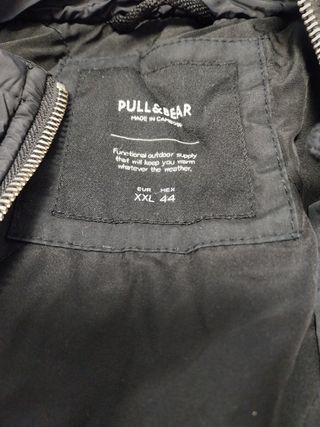 PULL&BEAR
MADE IN CAMBODIA
Functional outdoor supply
that will keep you warm
whatever the weather.
EUR MEX
XXL 44